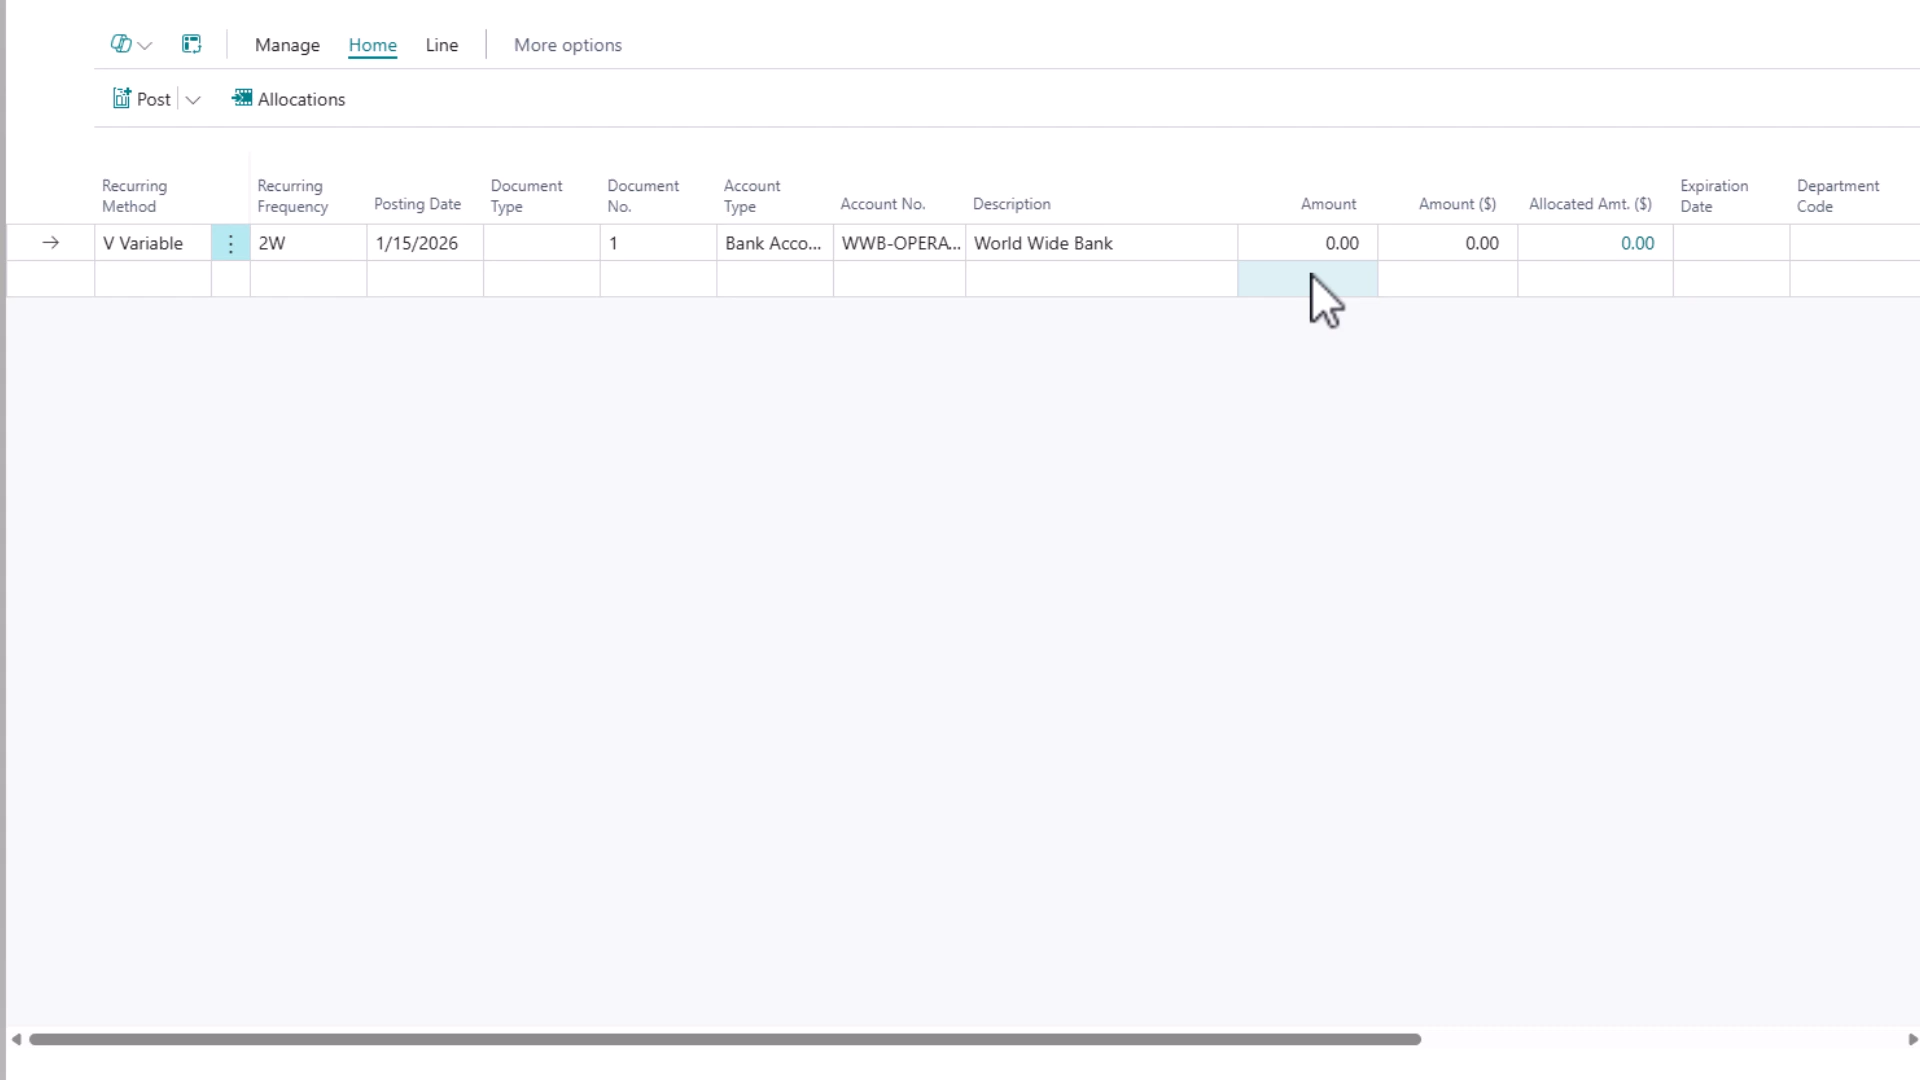 Manage Home Line More options
Post Allocations
Recurring Method Recurring Frequency Posting Date Document Type Document No. Account Type Account No. Description Amount Amount ($) Allocated Amt. ($) Expiration Date Department Code
V Variable 2W 1/15/2026 1 Bank Acco... WWB-OPERA... World Wide Bank 0.00 0.00 0.00